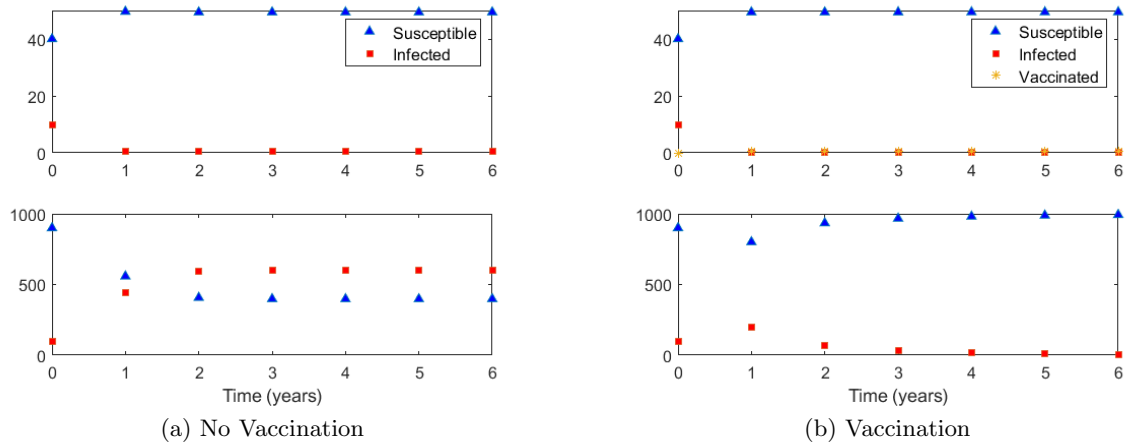 40
20
0
0 1 2 3 4 5 6
Susceptible
Infected
1000
500
0
0 1 2 3 4 5 6
Time (years)
(a) No Vaccination
40
20
0
0 1 2 3 4 5 6
Susceptible
Infected
Vaccinated
1000
500
0
0 1 2 3 4 5 6
Time (years)
(b) Vaccination